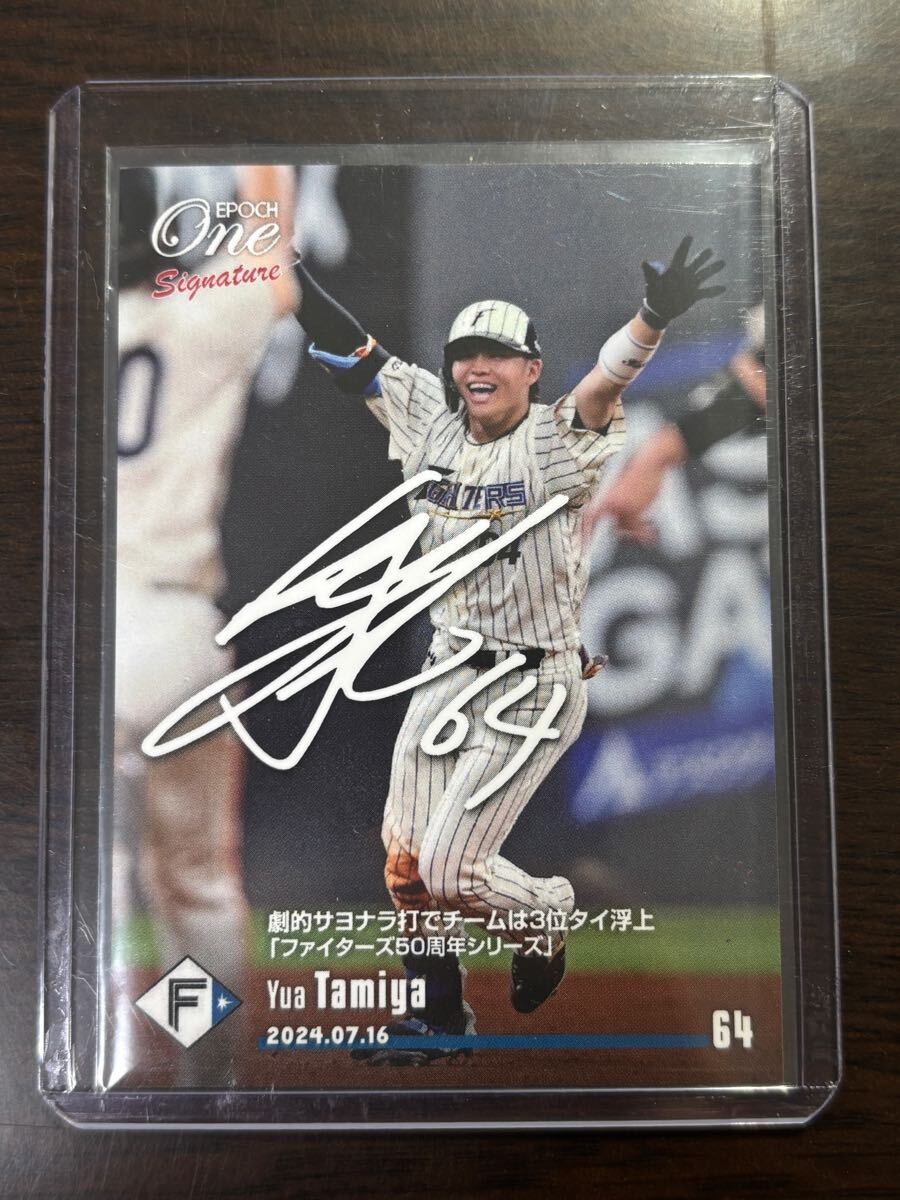 EPOCH
One
Signature
0
F
FIGHTERS
64
64
劇的サヨナラ打でチームは3位タイ浮上
「ファイターズ50周年シリーズ」
F
Yua Tamiya
2024.07.16
64